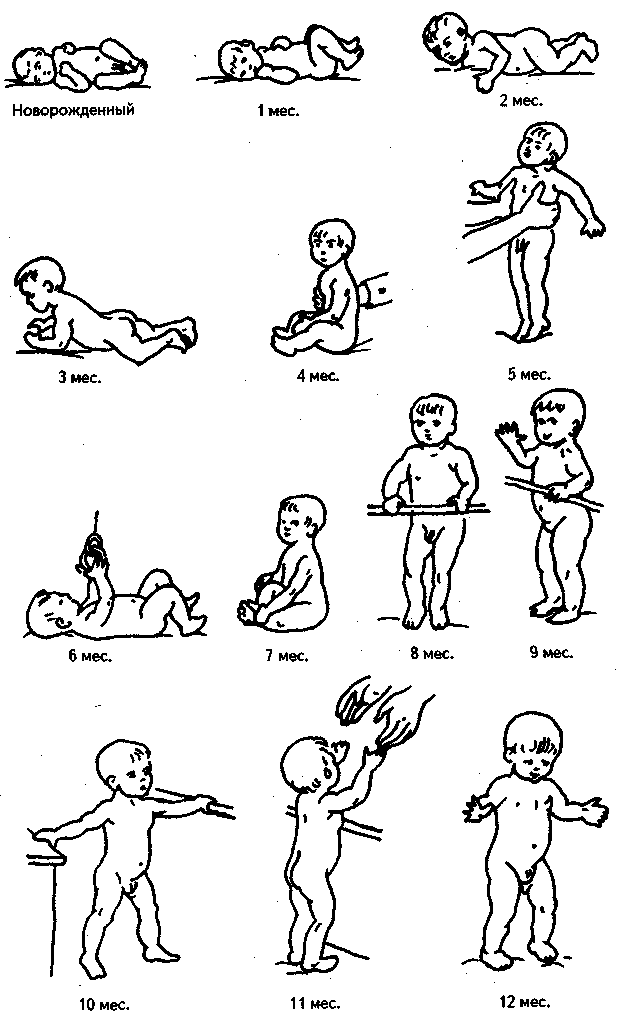 Новорожденный
1 мес.
2 мес.
3 мес.
4 мес.
5 мес.
6 мес.
7 мес.
8 мес.
9 мес.
10 мес.
11 мес.
12 мес.